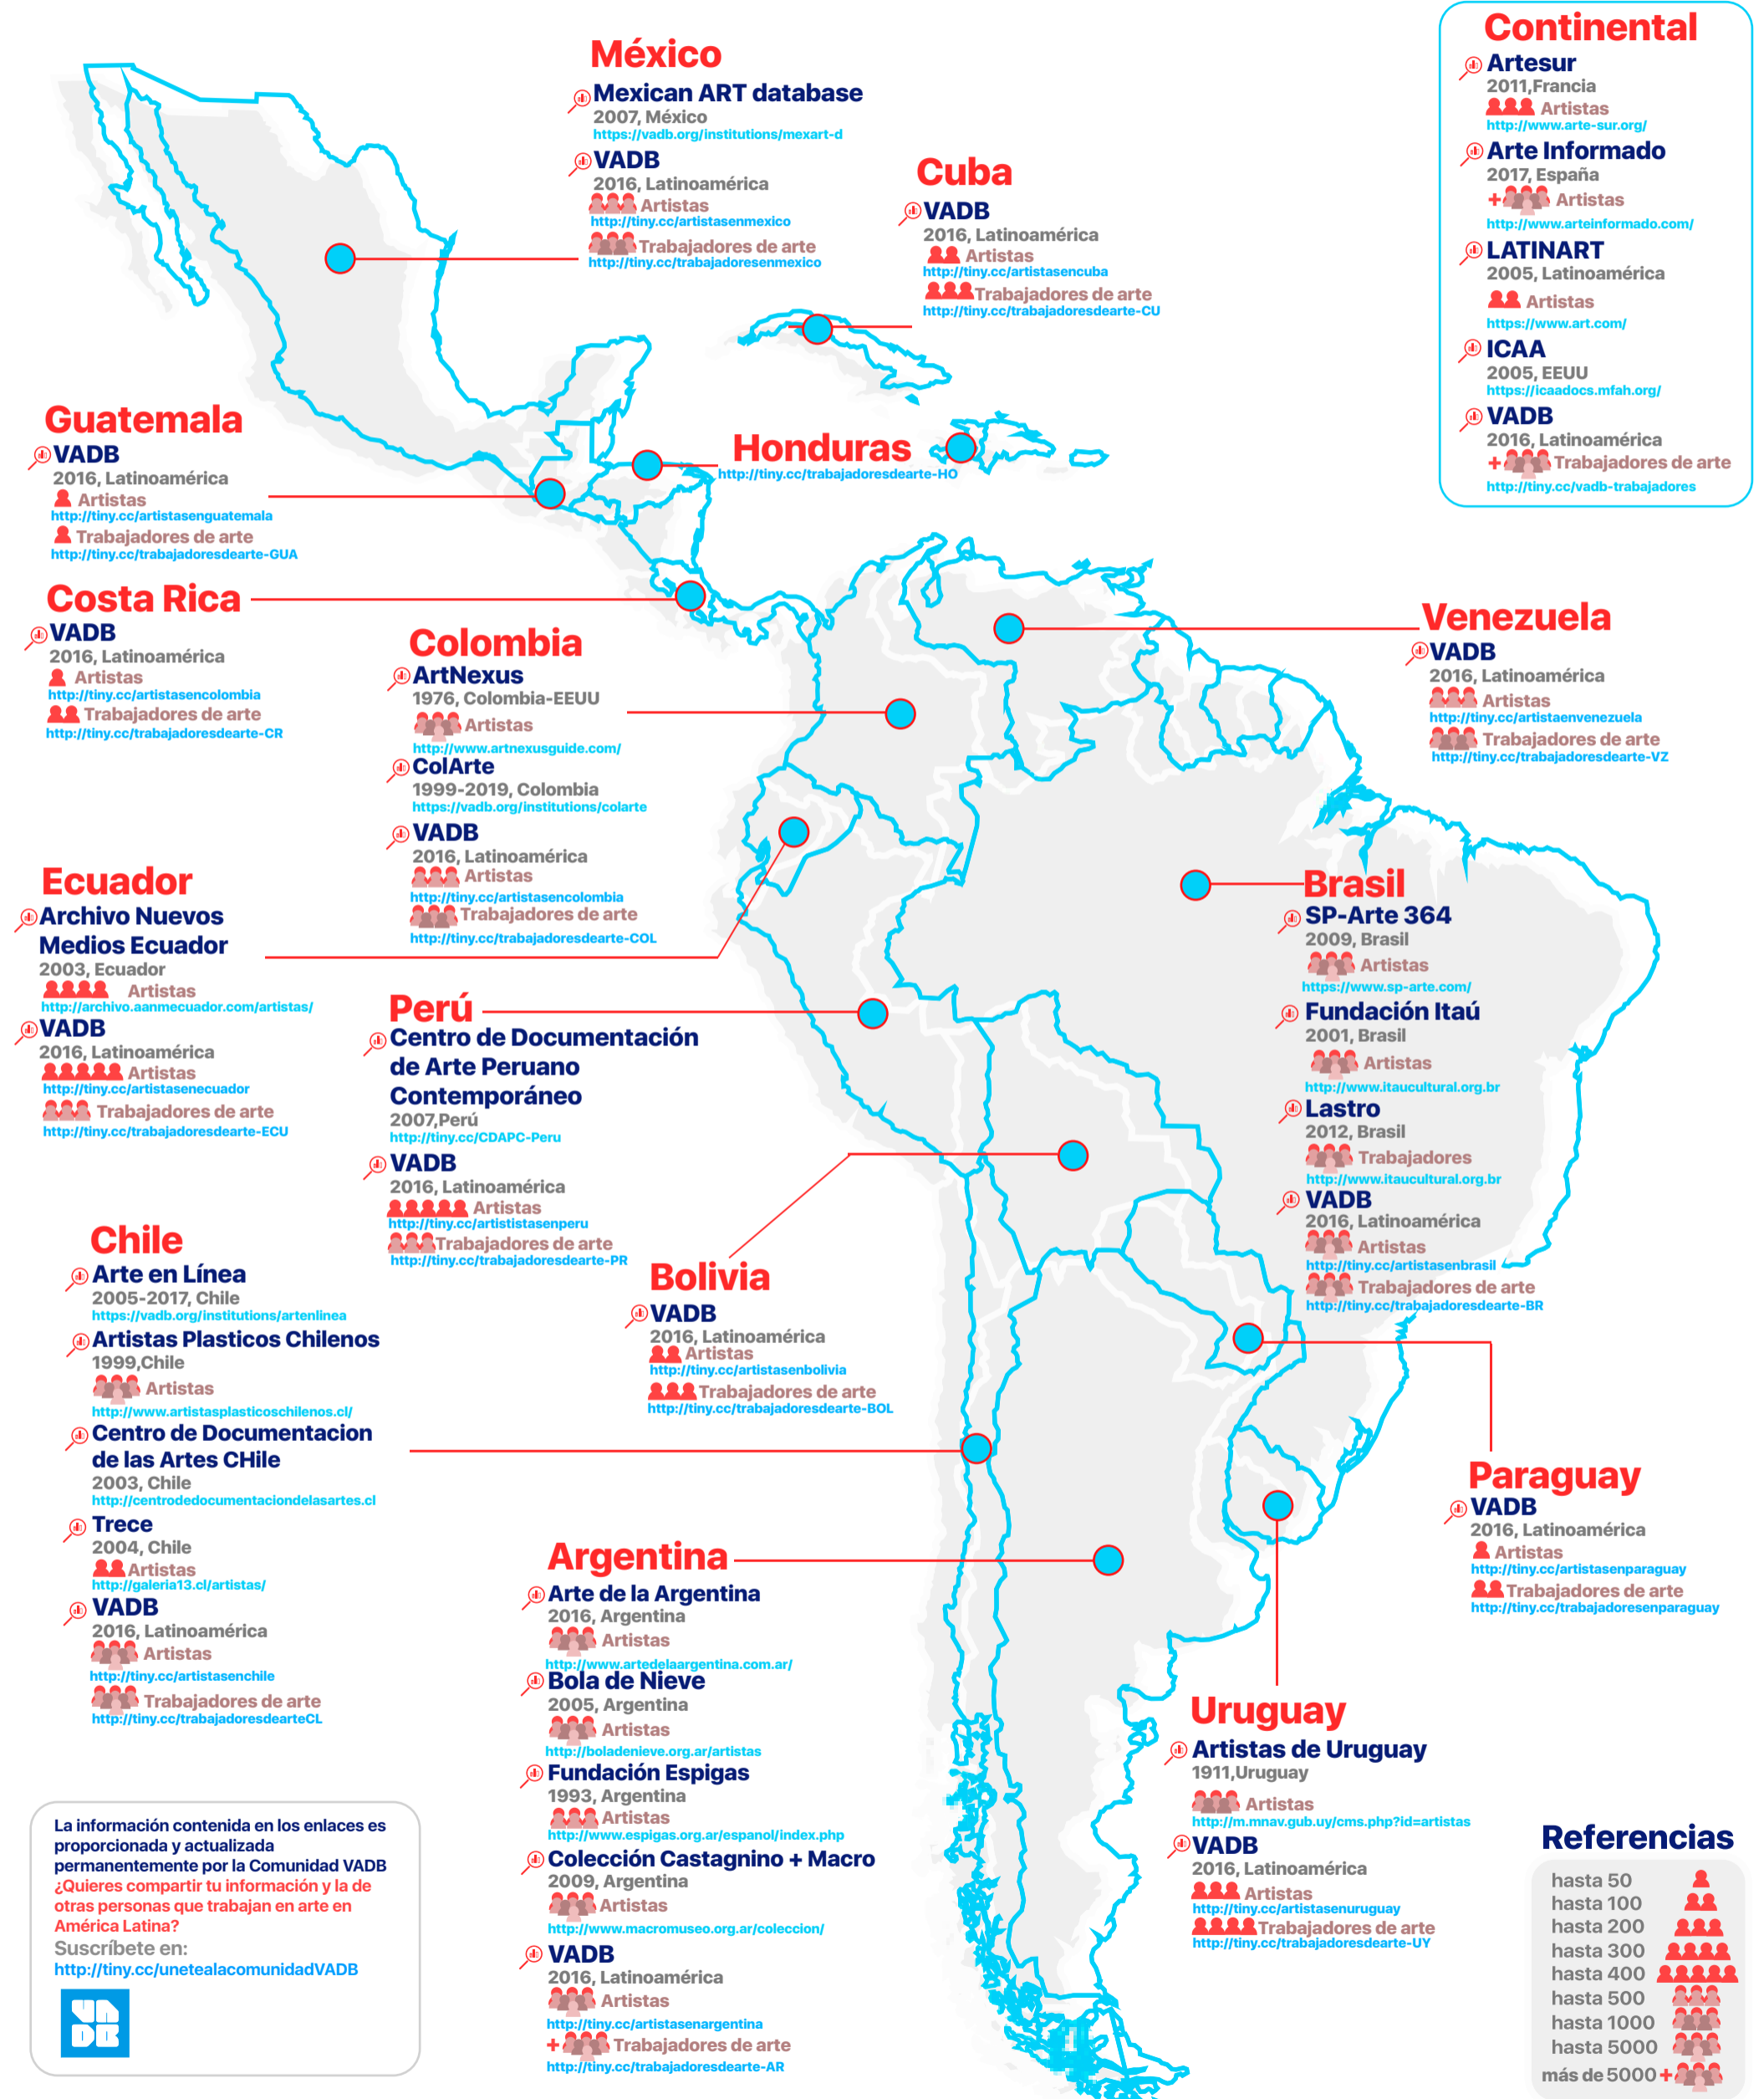 México
Mexican ART database
2007, México
https://vadb.org/institutions/mexart-d
VADB
2016, Latinoamérica
Artistas
http://tiny.cc/artistasenmexico
Trabajadores de arte
http://tiny.cc/trabajadoresenmexico
Cuba
VADB
2016, Latinoamérica
Artistas
http://tiny.cc/artistasencuba
Trabajadores de arte
http://tiny.cc/trabajadoresdearte-CU
Continental
Artesur
2011,Francia
Artistas
http://www.arte-sur.org/
Arte Informado
2017, España
+ Artistas
http://www.arteinformado.com/
LATINART
2005, Latinoamérica
Artistas
https://www.art.com/
ICAA
2005, EEUU
https://icaadocs.mfah.org/
VADB
2016, Latinoamérica
+ Trabajadores de arte
http://tiny.cc/vadb-trabajadores
Guatemala
VADB
2016, Latinoamérica
Artistas
http://tiny.cc/artistasenguatemala
Trabajadores de arte
http://tiny.cc/trabajadoresdearte-GUA
Honduras
http://tiny.cc/trabajadoresdearte-HO
Costa Rica
VADB
2016, Latinoamérica
Artistas
http://tiny.cc/artistasencolombia
Trabajadores de arte
http://tiny.cc/trabajadoresdearte-CR
Colombia
ArtNexus
1976, Colombia-EEUU
Artistas
http://www.artnexusguide.com/
ColArte
1999-2019, Colombia
https://vadb.org/institutions/colarte
VADB
2016, Latinoamérica
Artistas
http://tiny.cc/artistasencolombia
Trabajadores de arte
http://tiny.cc/trabajadoresdearte-COL
Venezuela
VADB
2016, Latinoamérica
Artistas
http://tiny.cc/artistaenvenezuela
Trabajadores de arte
http://tiny.cc/trabajadoresdearte-VZ
Ecuador
Archivo Nuevos
Medios Ecuador
2003, Ecuador
Artistas
http://archivo.aanmecuador.com/artistas/
VADB
2016, Latinoamérica
Artistas
http://tiny.cc/artistasenecuador
Trabajadores de arte
http://tiny.cc/trabajadoresdearte-ECU
Perú
Centro de Documentación
de Arte Peruano
Contemporáneo
2007,Perú
http://tiny.cc/CDAPC-Peru
VADB
2016, Latinoamérica
Artistas
http://tiny.cc/artististasenperu
Trabajadores de arte
http://tiny.cc/trabajadoresdearte-PR
Brasil
SP-Arte 364
2009, Brasil
Artistas
https://www.sp-arte.com/
Fundación Itaú
2001, Brasil
Artistas
http://www.itaucultural.org.br
Lastro
2012, Brasil
Trabajadores
http://www.itaucultural.org.br
VADB
2016, Latinoamérica
Artistas
http://tiny.cc/artistasenbrasil
Trabajadores de arte
http://tiny.cc/trabajadoresdearte-BR
Chile
Arte en Línea
2005-2017, Chile
https://vadb.org/institutions/artenlinea
Artistas Plasticos Chilenos
1999,Chile
Artistas
http://www.artistasplasticoschilenos.cl/
Centro de Documentacion
de las Artes CHile
2003, Chile
http://centrodedocumentaciondelasartes.cl
Trece
2004, Chile
Artistas
http://galeria13.cl/artistas/
VADB
2016, Latinoamérica
Artistas
http://tiny.cc/artistasenchile
Trabajadores de arte
http://tiny.cc/trabajadoresdearteCL
Bolivia
VADB
2016, Latinoamérica
Artistas
http://tiny.cc/artistasenbolivia
Trabajadores de arte
http://tiny.cc/trabajadoresdearte-BOL
Paraguay
VADB
2016, Latinoamérica
Artistas
http://tiny.cc/artistasenparaguay
Trabajadores de arte
http://tiny.cc/trabajadoresenparaguay
Argentina
Arte de la Argentina
2016, Argentina
Artistas
http://www.artedelaargentina.com.ar/
Bola de Nieve
2005, Argentina
Artistas
http://boladenieve.org.ar/artistas
Fundación Espigas
1993, Argentina
Artistas
http://www.espigas.org.ar/espanol/index.php
Colección Castagnino + Macro
2009, Argentina
Artistas
http://www.macromuseo.org.ar/coleccion/
VADB
2016, Latinoamérica
Artistas
http://tiny.cc/artistasenargentina
+ Trabajadores de arte
http://tiny.cc/trabajadoresdearte-AR
Uruguay
Artistas de Uruguay
1911,Uruguay
Artistas
http://m.mnav.gub.uy/cms.php?id=artistas
VADB
2016, Latinoamérica
Artistas
http://tiny.cc/artistasenuruguay
Trabajadores de arte
http://tiny.cc/trabajadoresdearte-UY
La información contenida en los enlaces es
proporcionada y actualizada
permanentemente por la Comunidad VADB
¿Quieres compartir tu información y la de
otras personas que trabajan en arte en
América Latina?
Suscríbete en:
http://tiny.cc/unetealacomunidadVADB
VADB
Referencias
hasta 50
hasta 100
hasta 200
hasta 300
hasta 400
hasta 500
hasta 1000
hasta 5000
más de 5000 +